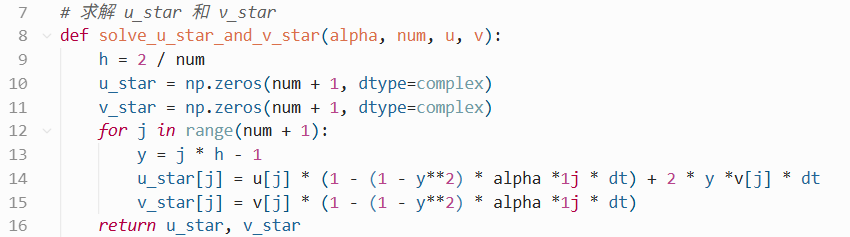 7 # 求解 u_star 和 v_star
8 def solve_u_star_and_v_star(alpha, num, u, v):
9     h = 2 / num
10     u_star = np.zeros(num + 1, dtype=complex)
11     v_star = np.zeros(num + 1, dtype=complex)
12     for j in range(num + 1):
13         y = j * h - 1
14         u_star[j] = u[j] * (1 - (1 - y**2) * alpha *1j * dt) + 2 * y *v[j] * dt
15         v_star[j] = v[j] * (1 - (1 - y**2) * alpha *1j * dt)
16     return u_star, v_star